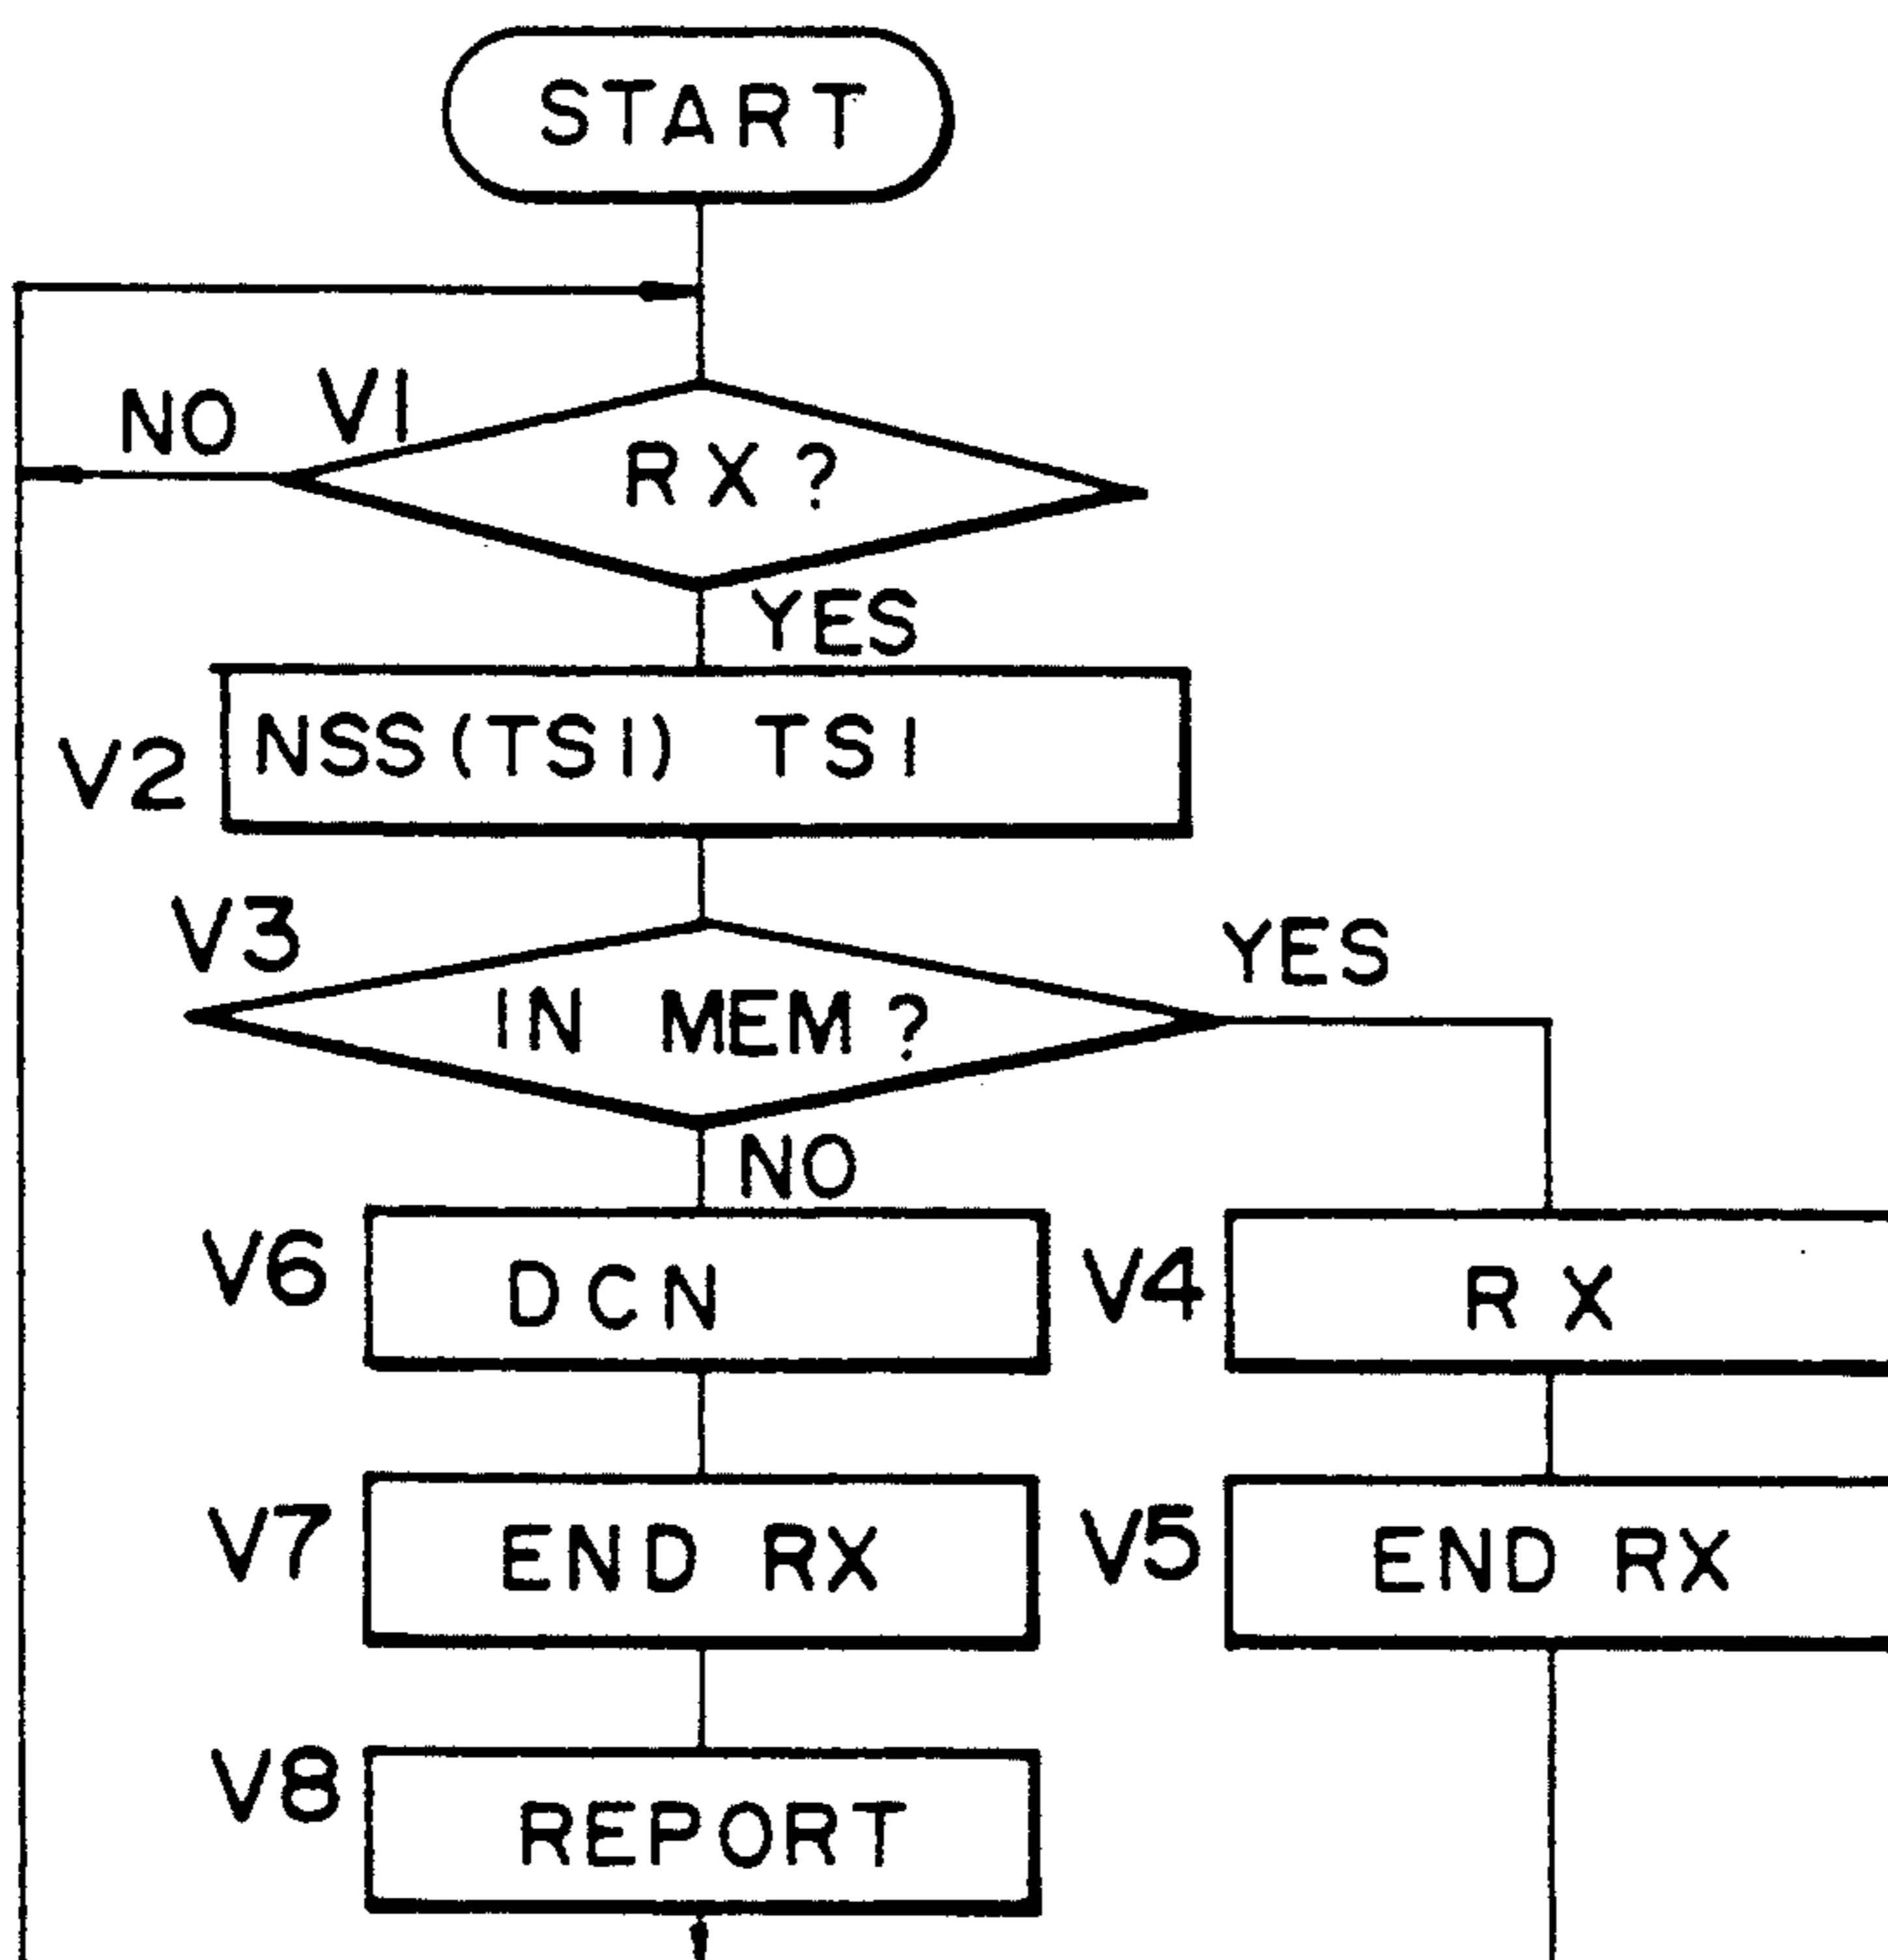 START
NO V1
RX?
YES
V2 NSS(TSI) TSI
V3 YES
IN MEM?
NO
V6 DCN V4 RX
V7 END RX V5 END RX
V8 REPORT